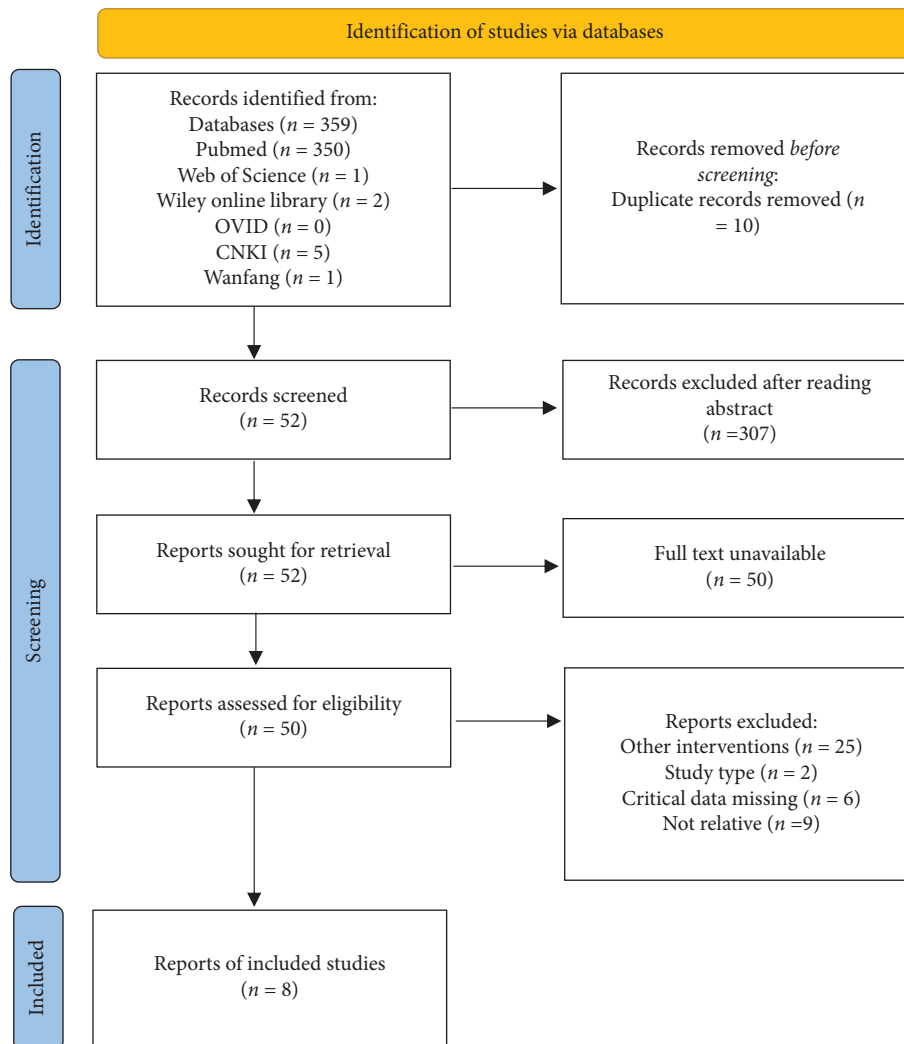 Identification of studies via databases
Identification
Records identified from:
Databases (n = 359)
Pubmed (n = 350)
Web of Science (n = 1)
Wiley online library (n = 2)
OVID (n = 0)
CNKI (n = 5)
Wanfang (n = 1)
Records removed before
screening:
Duplicate records removed (n
= 10)
Screening
Records screened
(n = 52)
Records excluded after reading
abstract
(n =307)
Reports sought for retrieval
(n = 52)
Full text unavailable
(n = 50)
Reports assessed for eligibility
(n = 50)
Reports excluded:
Other interventions (n = 25)
Study type (n = 2)
Critical data missing (n = 6)
Not relative (n =9)
Included
Reports of included studies
(n = 8)